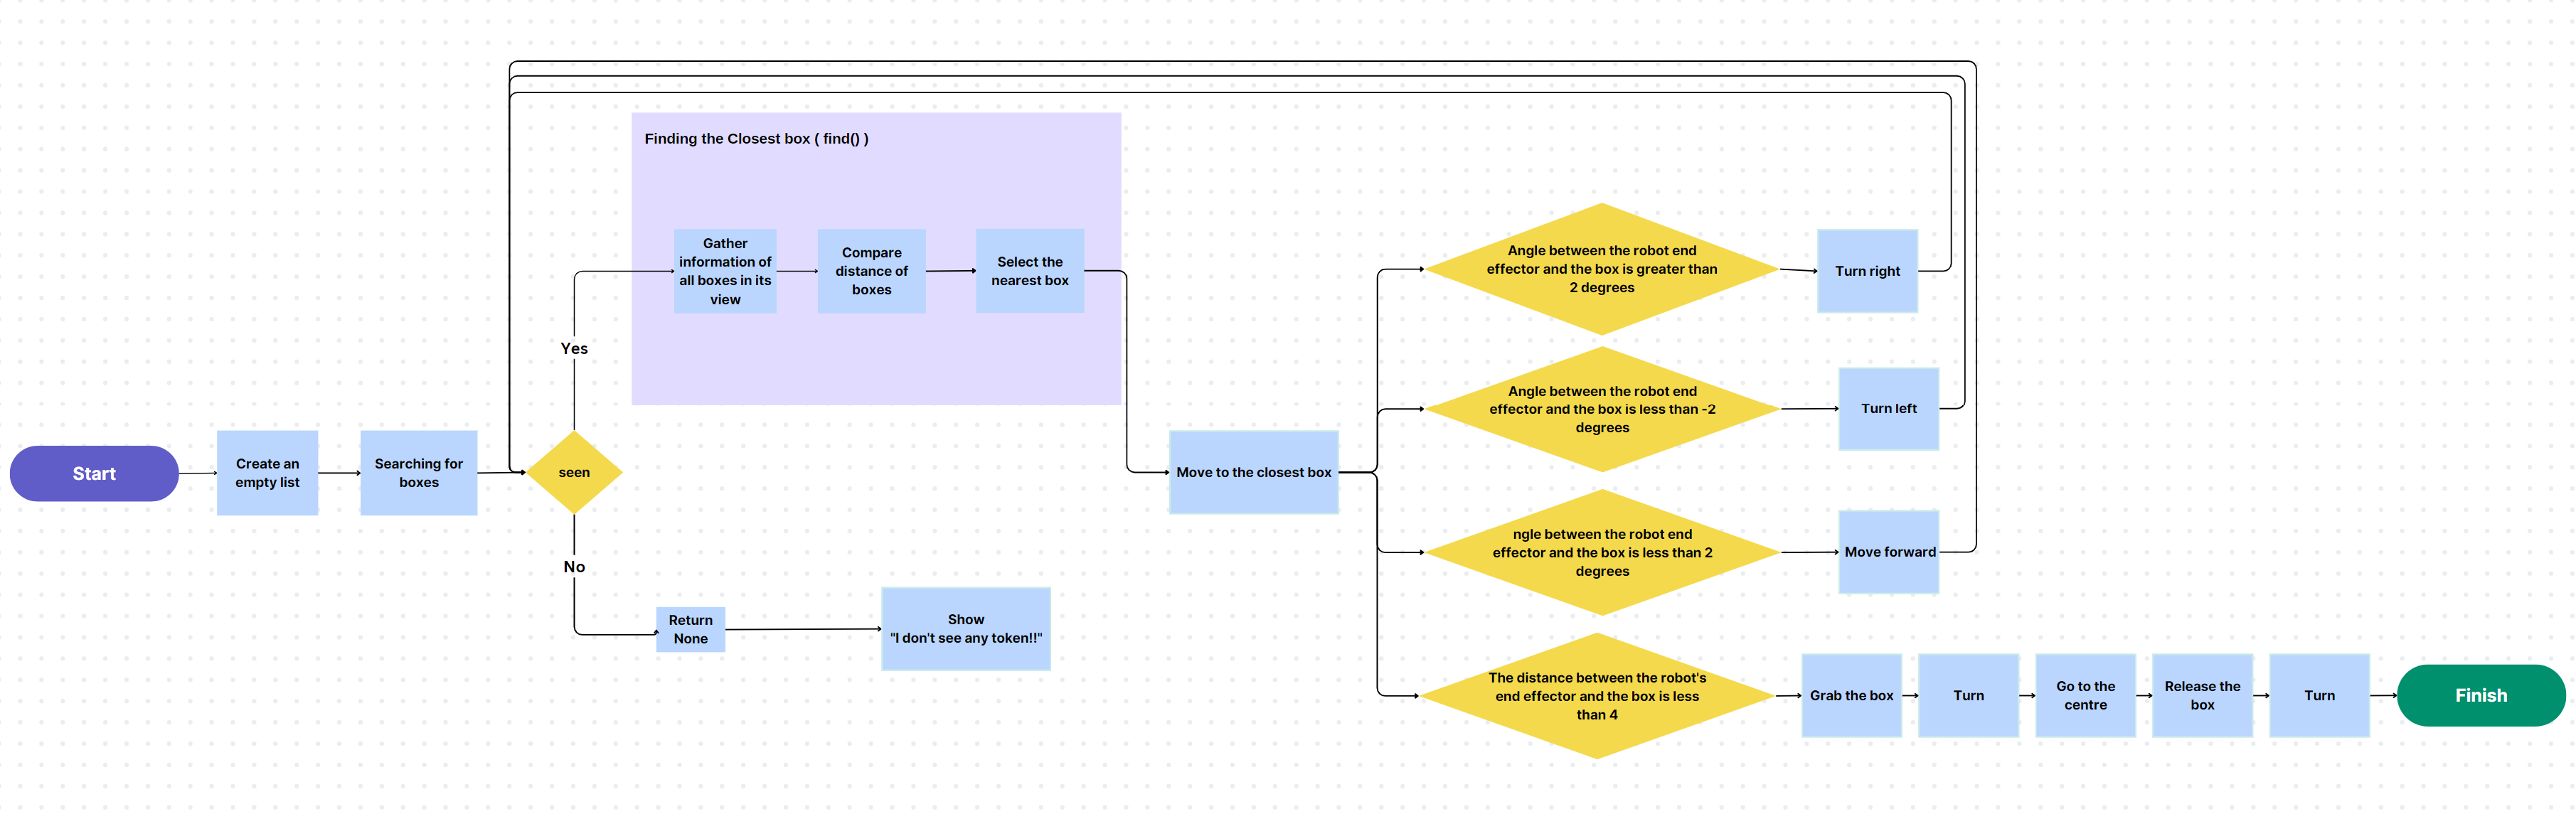 Finding the Closest box ( find() )
Gather
information of
all boxes in its
view
Compare
distance of
boxes
Select the
nearest box
Angle between the robot end
effector and the box is greater than
2 degrees
Turn right
Yes
Angle between the robot end
effector and the box is less than -2
degrees
Turn left
Start
Create an
empty list
Searching for
boxes
seen
Move to the closest box
ngle between the robot end
effector and the box is less than 2
degrees
Move forward
No
Return
None
Show
"I don't see any token!!"
The distance between the robot's
end effector and the box is less
than 4
Grab the box
Turn
Go to the
centre
Release the
box
Turn
Finish